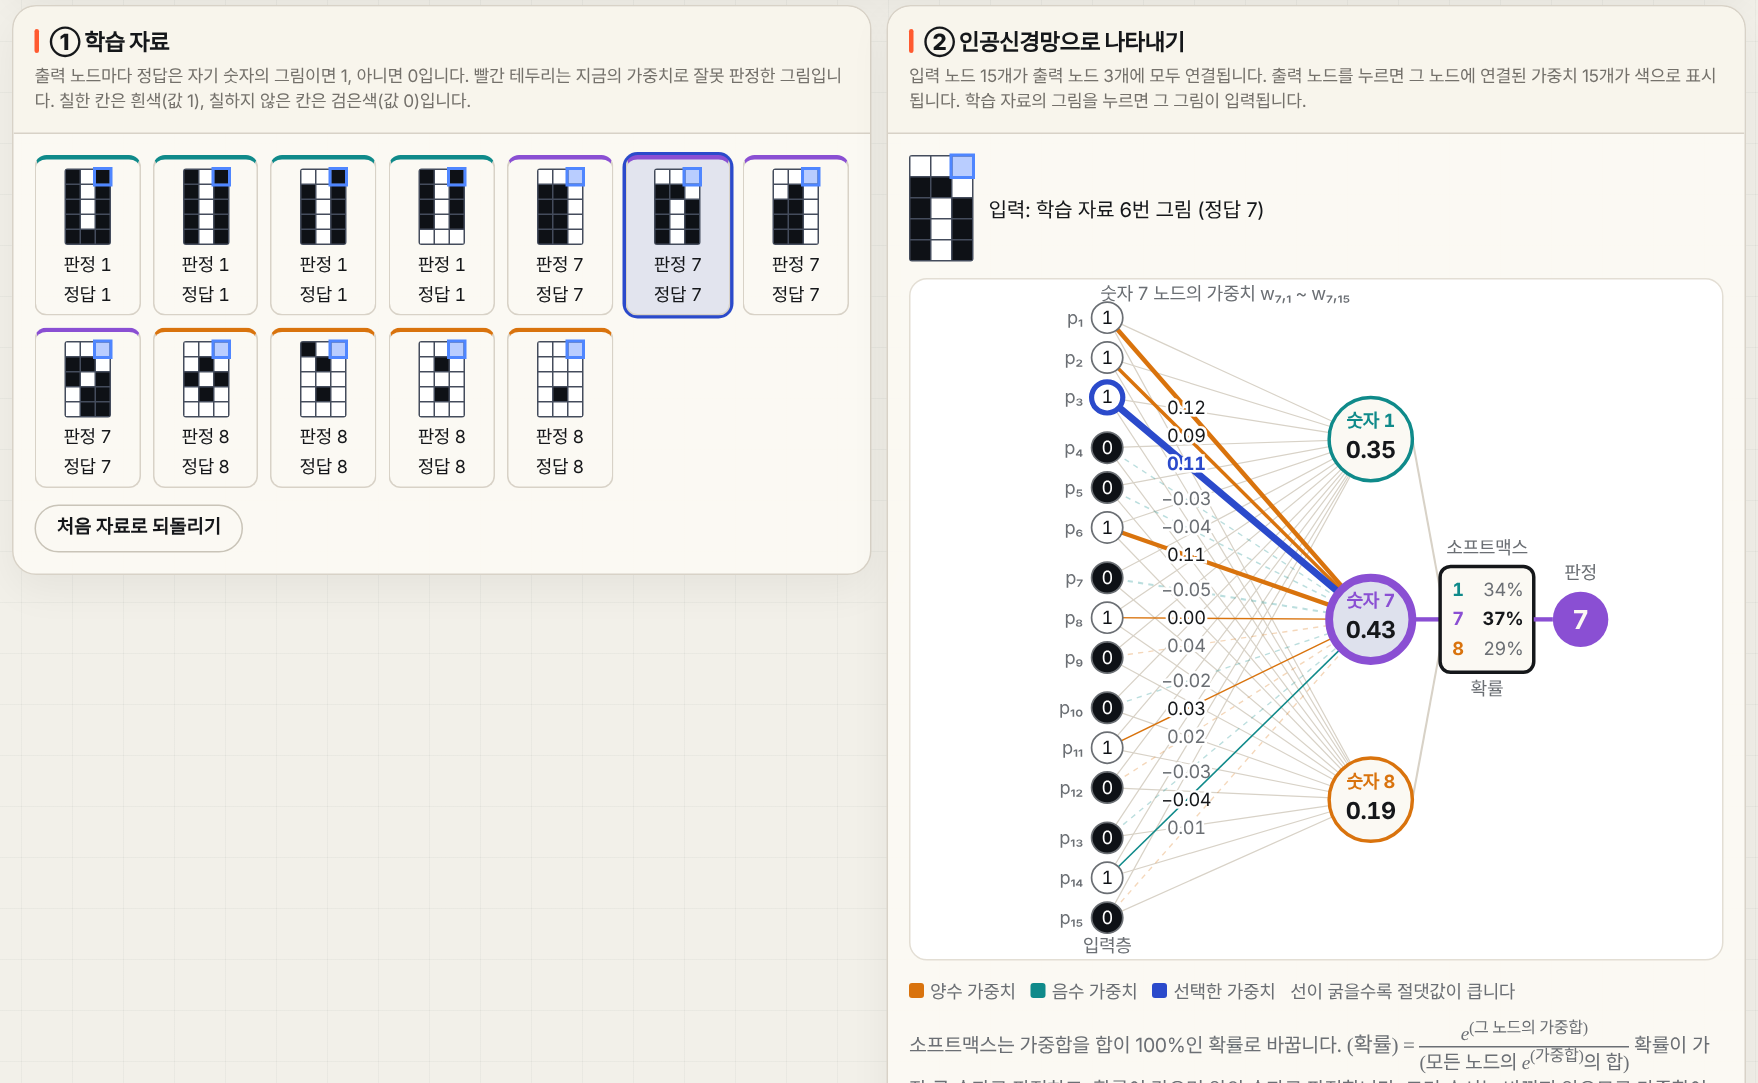 ① 학습 자료
출력 노드마다 정답은 자기 숫자의 그림이면 1, 아니면 0입니다. 빨간 테두리는 지금의 가중치로 잘못 판정한 그림입니
다. 칠한 칸은 흰색(값 1), 칠하지 않은 칸은 검은색(값 0)입니다.
판정 1 판정 1 판정 1 판정 1 판정 7 판정 7 판정 7
정답 1 정답 1 정답 1 정답 1 정답 7 정답 7 정답 7
판정 7 판정 8 판정 8 판정 8 판정 8
정답 7 정답 8 정답 8 정답 8 정답 8
처음 자료로 되돌리기
② 인공신경망으로 나타내기
입력 노드 15개가 출력 노드 3개에 모두 연결됩니다. 출력 노드를 누르면 그 노드에 연결된 가중치 15개가 색으로 표시
됩니다. 학습 자료의 그림을 누르면 그 그림이 입력됩니다.
입력: 학습 자료 6번 그림 (정답 7)
숫자 7 노드의 가중치 w₇,₁ ~ w₇,₁₅
p₁ 1
p₂ 1
p₃ 1
p₄ 0
p₅ 0
p₆ 1
p₇ 0
p₈ 1
p₉ 0
p₁₀ 0
p₁₁ 1
p₁₂ 0
p₁₃ 0
p₁₄ 1
p₁₅ 0
입력층
0.12
0.09
0.11
−0.03
−0.04
0.11
−0.05
0.00
0.04
−0.02
0.03
0.02
−0.03
−0.04
0.01
숫자 1
0.35
숫자 7
0.43
숫자 8
0.19
소프트맥스
1 34%
7 37%
8 29%
확률
판정
7
양수 가중치 음수 가중치 선택한 가중치 선이 굵을수록 절댓값이 큽니다
소프트맥스는 가중합을 합이 100%인 확률로 바꿉니다. (확률) = e^(그 노드의 가중합) / (모든 노드의 e^(가중합)의 합) 확률이 가